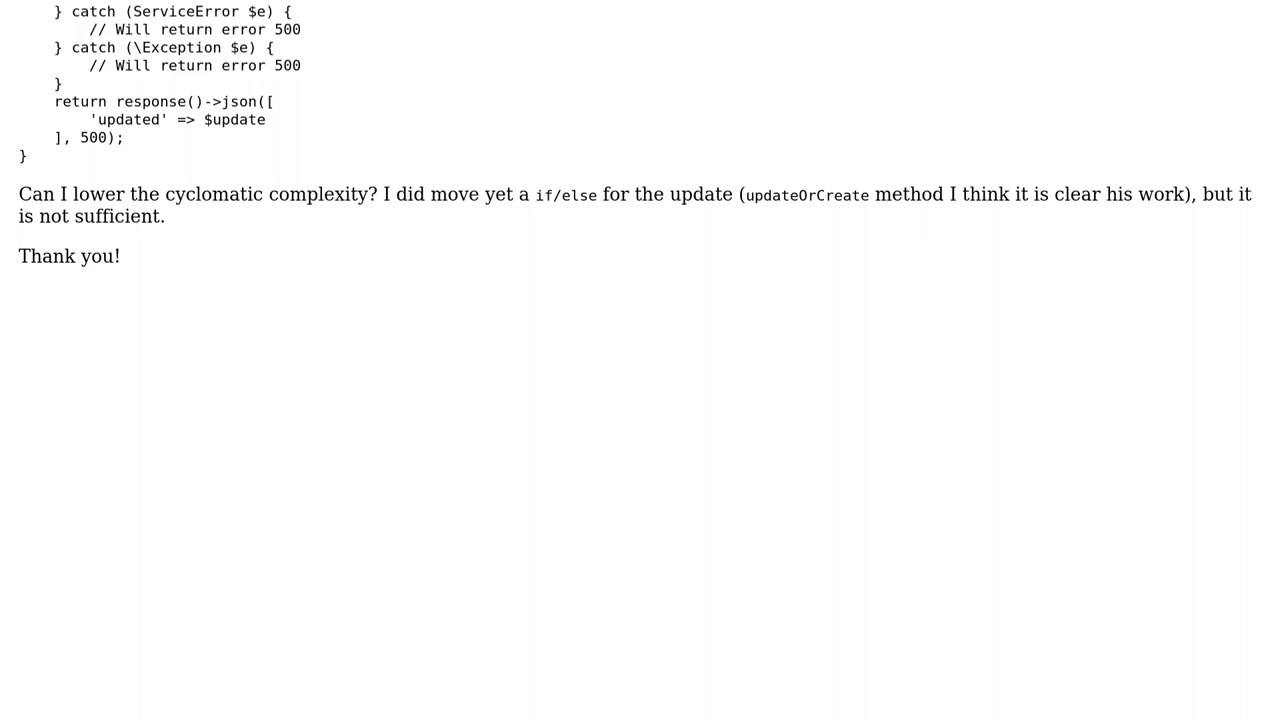 } catch (ServiceError $e) {
        // Will return error 500
    } catch (\Exception $e) {
        // Will return error 500
    }
    return response()->json([
        'updated' => $update
    ], 500);
}
Can I lower the cyclomatic complexity? I did move yet a if/else for the update (updateOrCreate method I think it is clear his work), but it
is not sufficient.
Thank you!